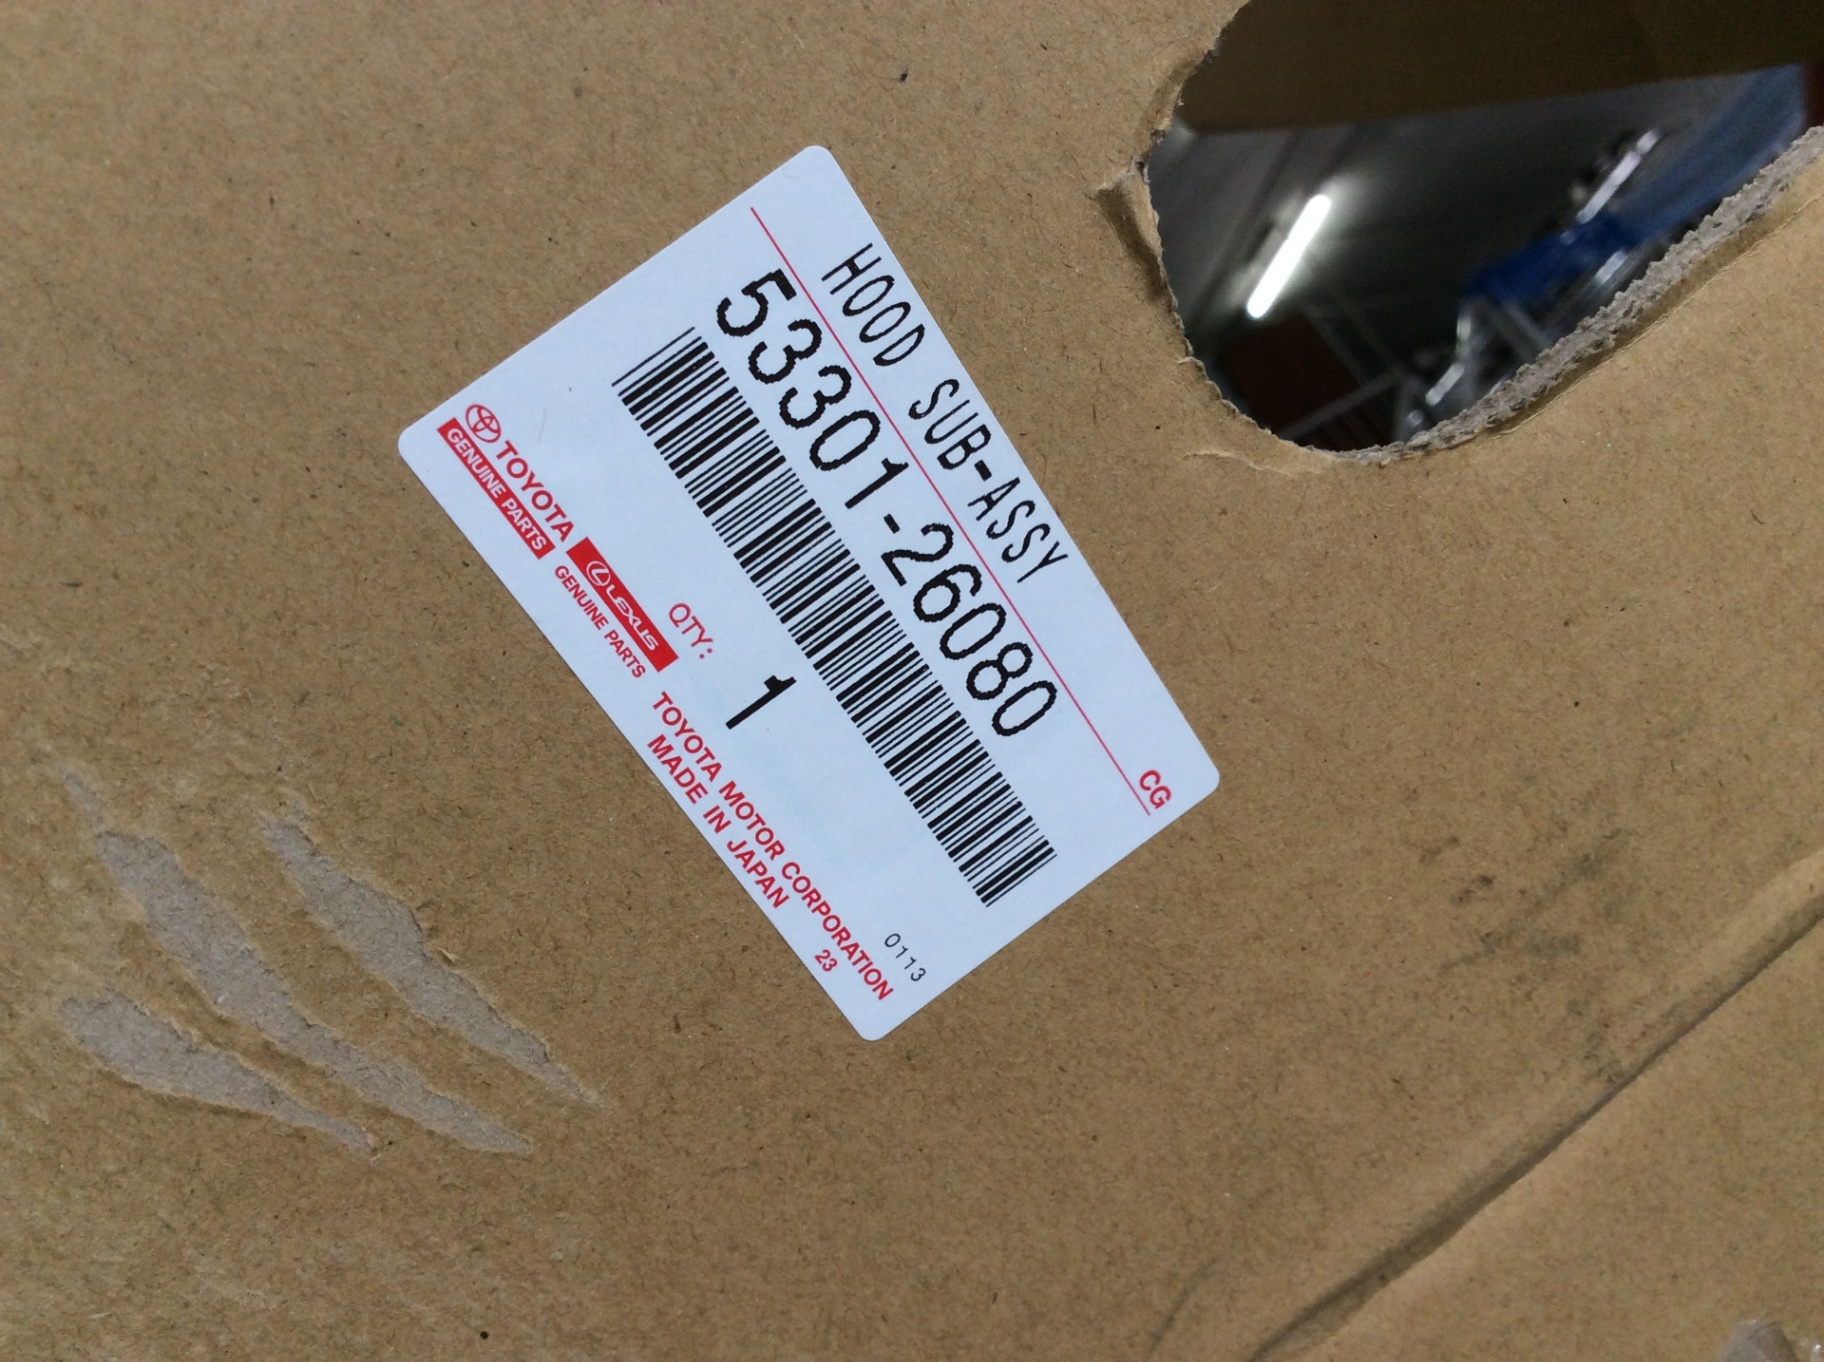 HOOD SUB-ASSY
CG
53301-26080
QTY:
1
TOYOTA
GENUINE PARTS
LEXUS
GENUINE PARTS
TOYOTA MOTOR CORPORATION
MADE IN JAPAN
23
0113